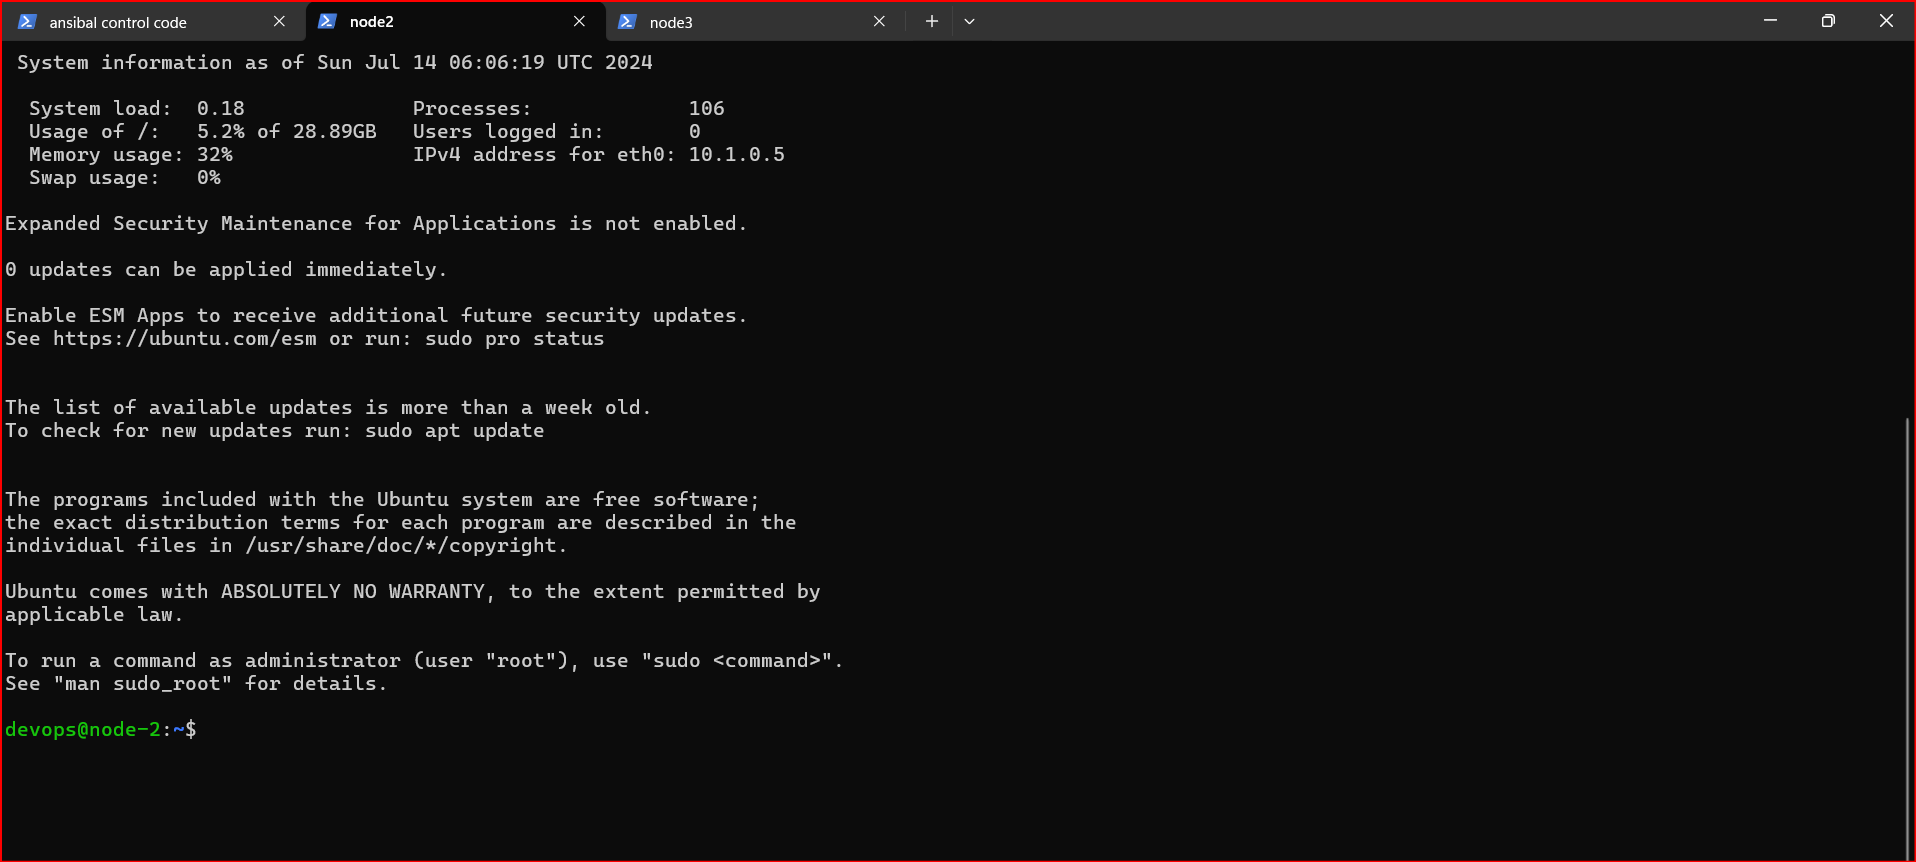 ansibal control code
node2
node3
System information as of Sun Jul 14 06:06:19 UTC 2024
System load:  0.18              Processes:             106
Usage of /:   5.2% of 28.89GB   Users logged in:       0
Memory usage: 32%               IPv4 address for eth0: 10.1.0.5
Swap usage:   0%
Expanded Security Maintenance for Applications is not enabled.
0 updates can be applied immediately.
Enable ESM Apps to receive additional future security updates.
See https://ubuntu.com/esm or run: sudo pro status
The list of available updates is more than a week old.
To check for new updates run: sudo apt update
The programs included with the Ubuntu system are free software;
the exact distribution terms for each program are described in the
individual files in /usr/share/doc/*/copyright.
Ubuntu comes with ABSOLUTELY NO WARRANTY, to the extent permitted by
applicable law.
To run a command as administrator (user "root"), use "sudo <command>".
See "man sudo_root" for details.
devops@node-2:~$